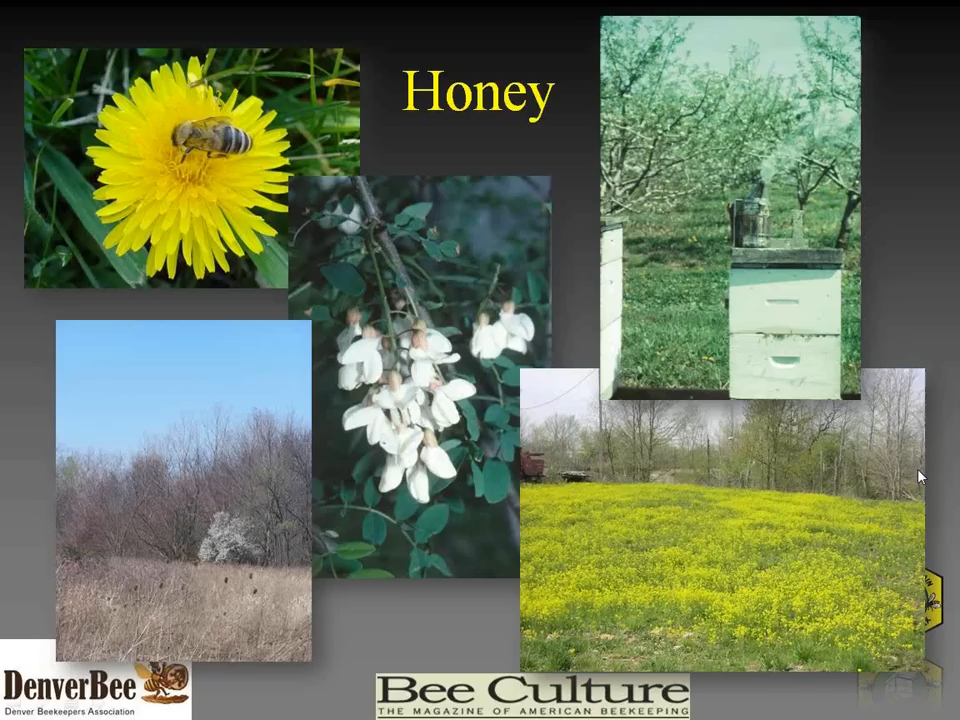 Honey
DenverBee
Denver Beekeepers Association
Bee Culture
THE MAGAZINE OF AMERICAN BEEKEEPING